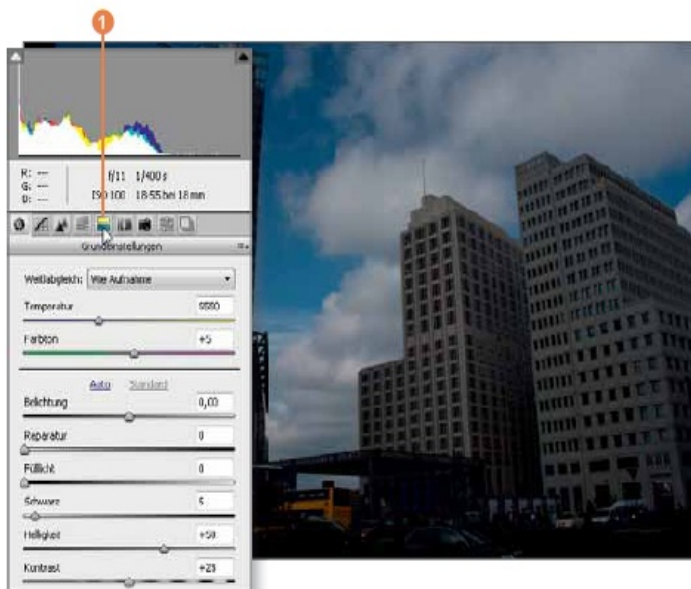 1
R: ---
G: ---
B: ---
f/11 1/400 s
ISO 100 18-55 bei 18 mm
Grundeinstellungen
Weißabgleich: Wie Aufnahme
Temperatur
Farbton +5
Auto Standard
Belichtung 0,00
Reparatur 0
Fülllicht 0
Schwarz 5
Helligkeit +50
Kontrast +25